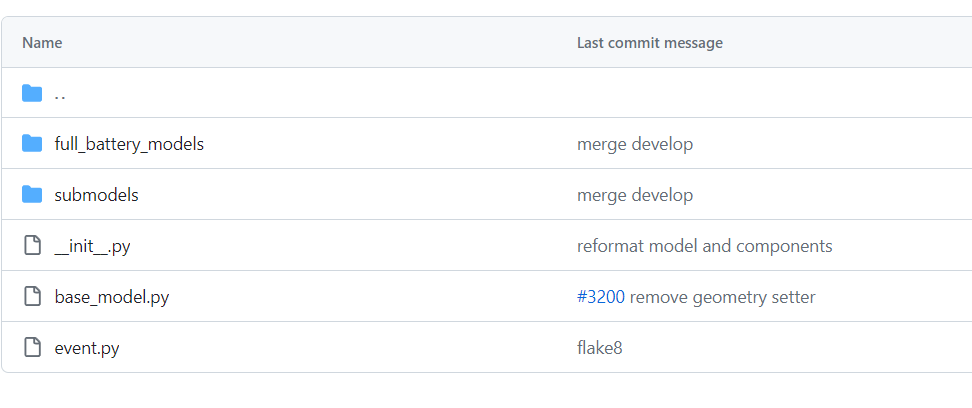 Name Last commit message
..
full_battery_models merge develop
submodels merge develop
__init__.py reformat model and components
base_model.py #3200 remove geometry setter
event.py flake8